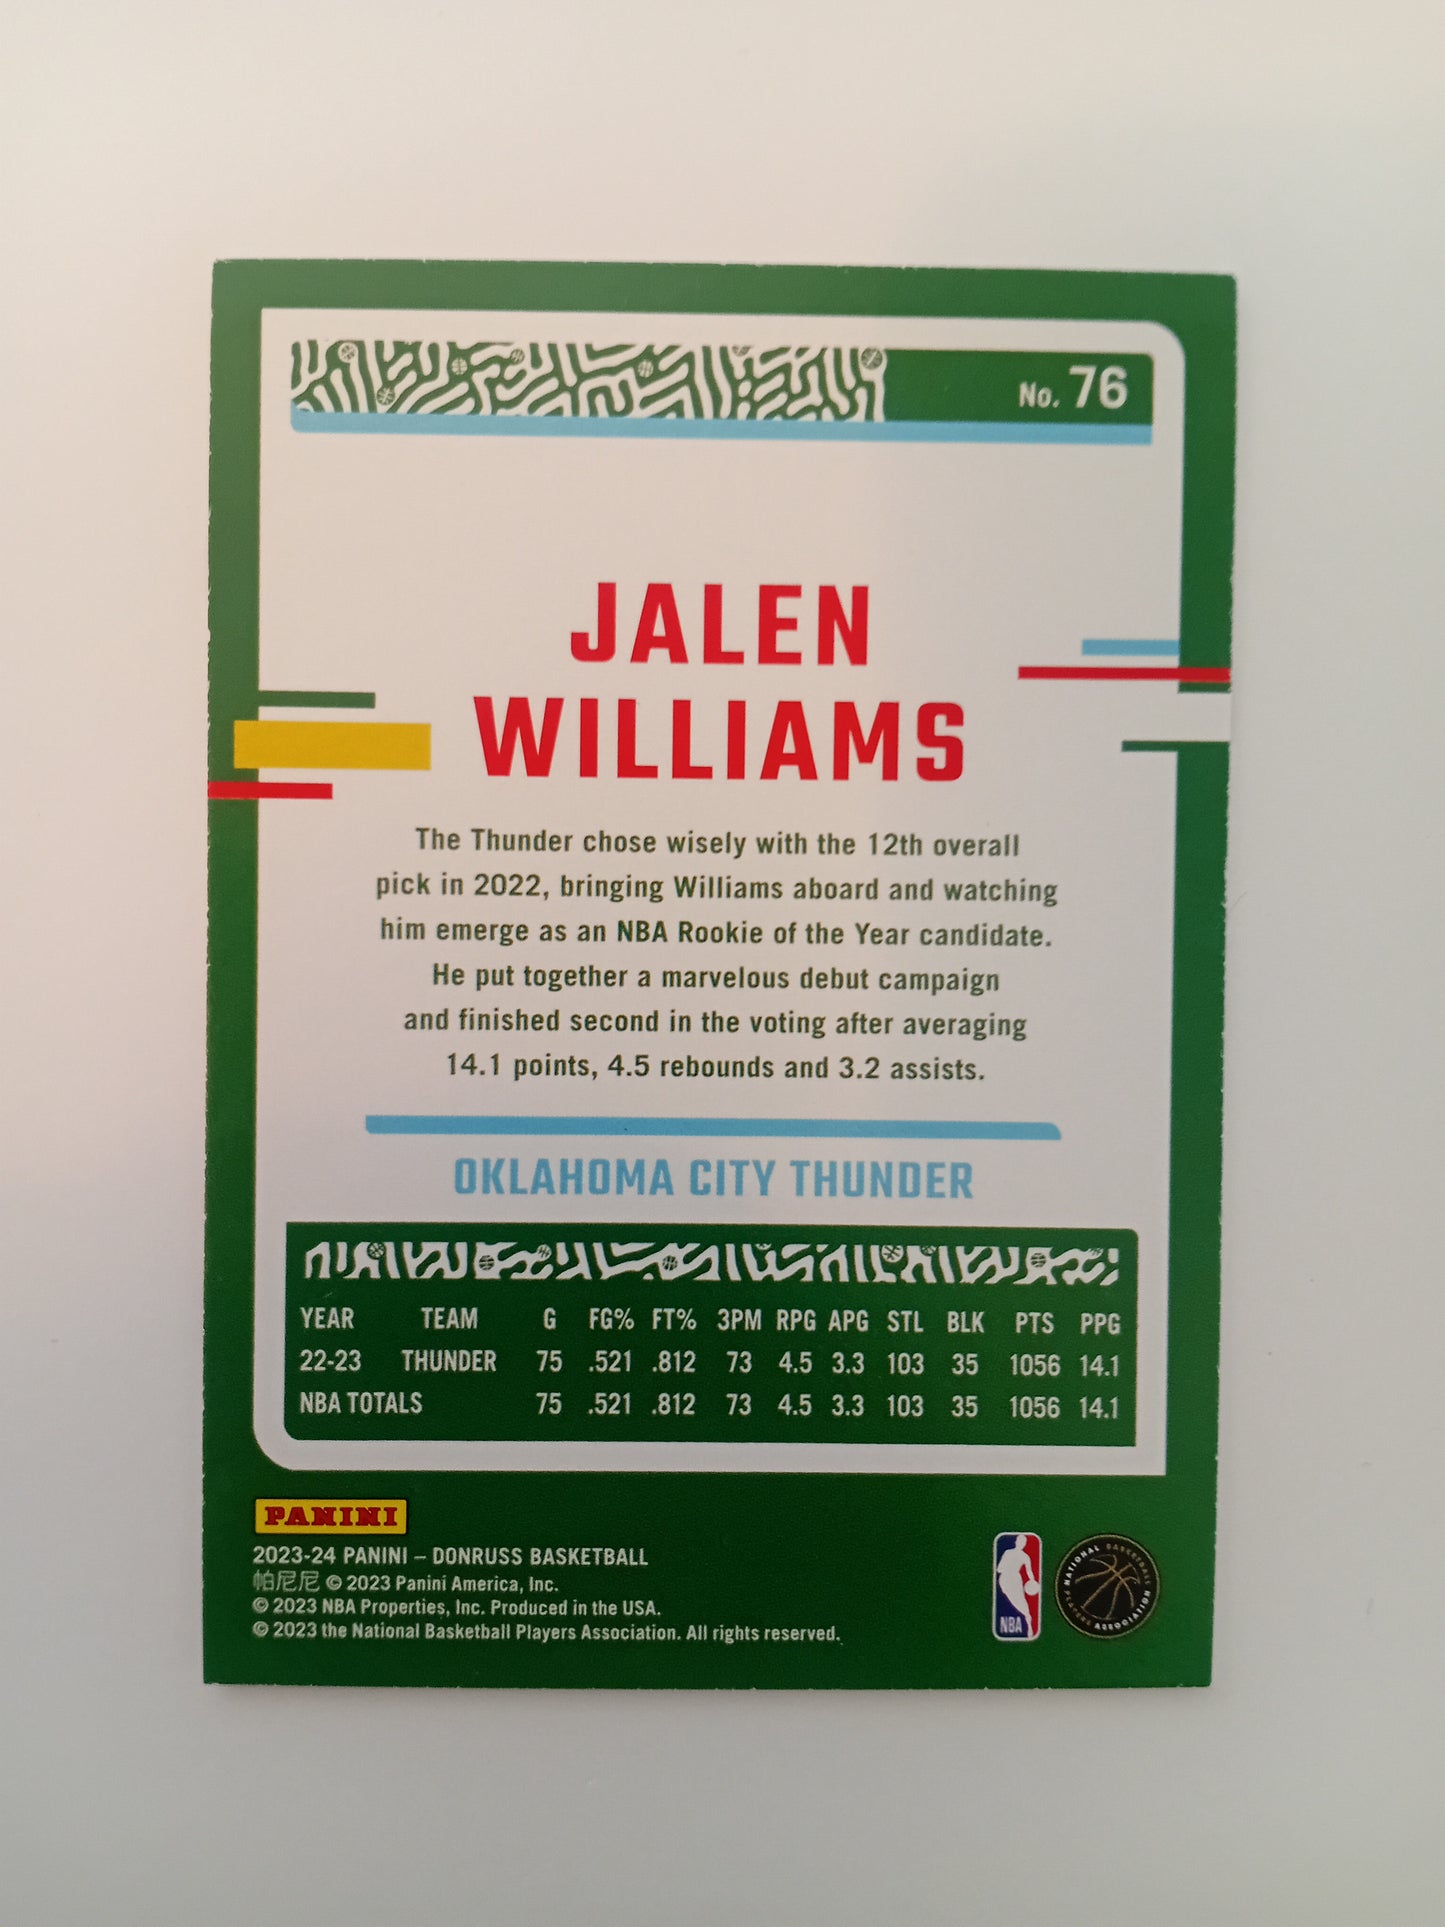 No. 76
JALEN
WILLIAMS
The Thunder chose wisely with the 12th overall
pick in 2022, bringing Williams aboard and watching
him emerge as an NBA Rookie of the Year candidate.
He put together a marvelous debut campaign
and finished second in the voting after averaging
14.1 points, 4.5 rebounds and 3.2 assists.
OKLAHOMA CITY THUNDER
YEAR TEAM G FG% FT% 3PM RPG APG STL BLK PTS PPG
22-23 THUNDER 75 .521 .812 73 4.5 3.3 103 35 1056 14.1
NBA TOTALS 75 .521 .812 73 4.5 3.3 103 35 1056 14.1
PANINI
2023-24 PANINI – DONRUSS BASKETBALL
帕尼尼 © 2023 Panini America, Inc.
© 2023 NBA Properties, Inc. Produced in the USA.
© 2023 the National Basketball Players Association. All rights reserved.
NBA
NATIONAL BASKETBALL PLAYERS ASSOCIATION